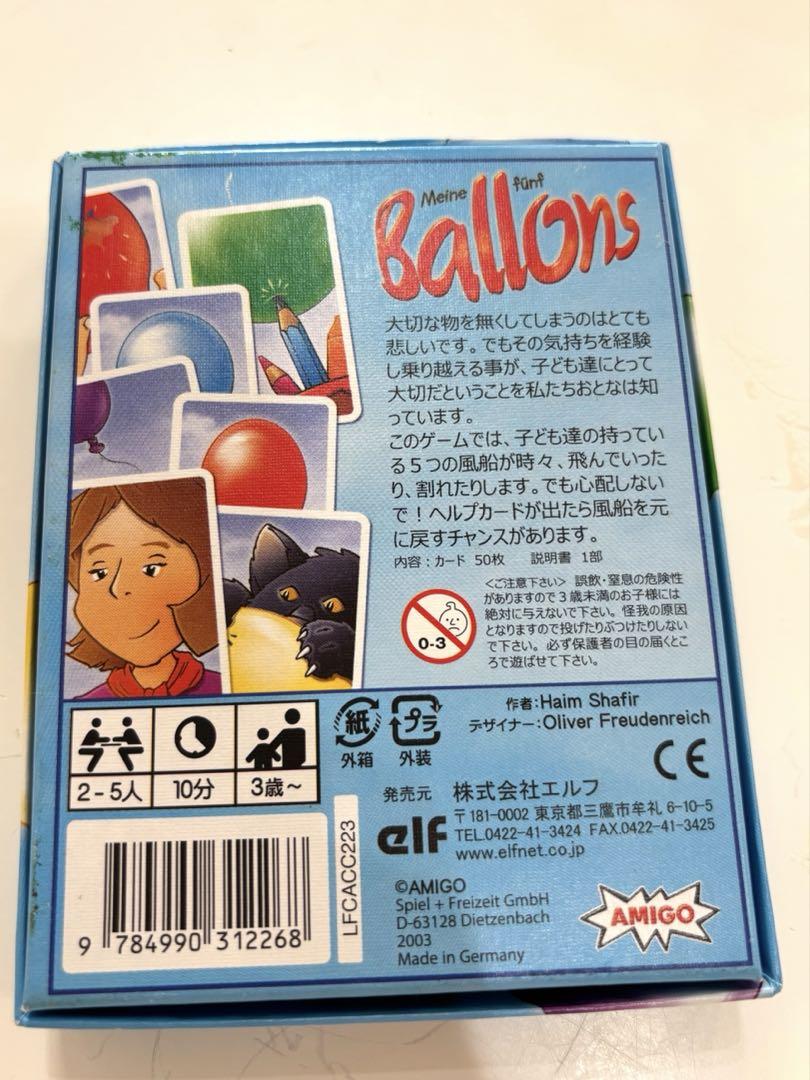 Meine fünf
Ballons
大切な物を無くしてしまうのはとても
悲しいです。でもその気持ちを経験
し乗り越える事が、子ども達にとって
大切だということを私たちおとなは知
っています。
このゲームでは、子ども達の持ってい
る５つの風船が時々、飛んでいった
り、割れたりします。でも心配しない
で！ヘルプカードが出たら風船を元
に戻すチャンスがあります。
内容：カード 50枚　説明書 1部
0-3
＜ご注意下さい＞ 誤飲・窒息の危険性
がありますので３歳未満のお子様には
絶対に与えないで下さい。怪我の原因
となりますので投げたりぶつけたりしない
で下さい。必ず保護者の目の届くとこ
ろで遊ばせて下さい。
2-5人
10分
3歳～
紙
外箱
プラ
外装
作者：Haim Shafir
デザイナー：Oliver Freudenreich
CE
発売元 株式会社エルフ
elf
〒181-0002 東京都三鷹市牟礼 6-10-5
TEL.0422-41-3424 FAX.0422-41-3425
www.elfnet.co.jp
©AMIGO
Spiel + Freizeit GmbH
D-63128 Dietzenbach
2003
Made in Germany
AMIGO
LFCACC223
9 784990 312268